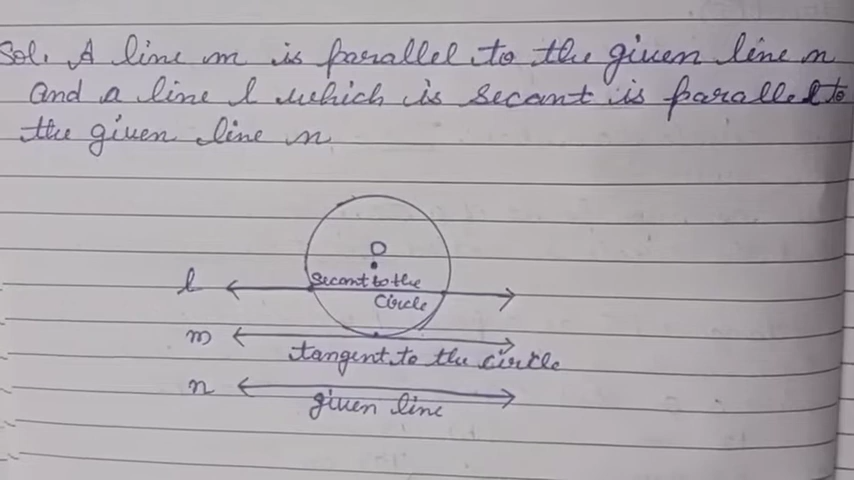 Sol. A line m is parallel to the given line n
and a line l which is secant is parallel to
the given line n
O
Secant to the
l
Circle
m
tangent to the circle
n
given line